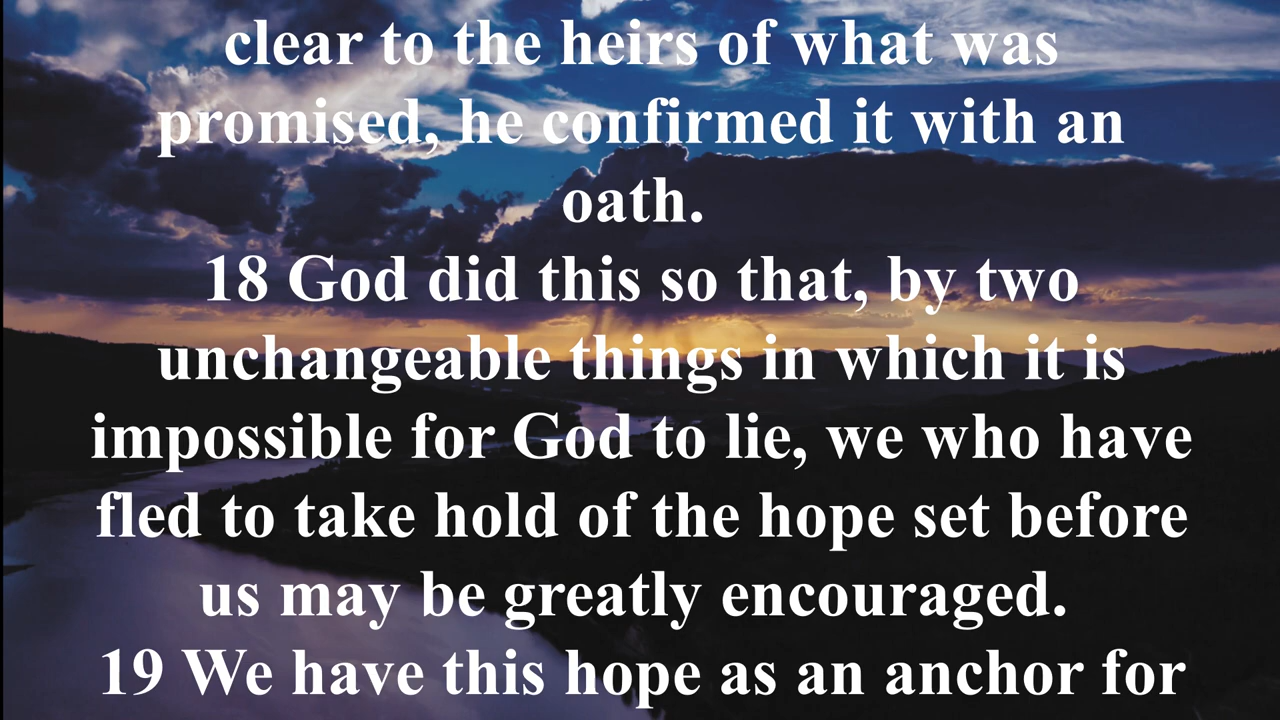 clear to the heirs of what was
promised, he confirmed it with an
oath.
18 God did this so that, by two
unchangeable things in which it is
impossible for God to lie, we who have
fled to take hold of the hope set before
us may be greatly encouraged.
19 We have this hope as an anchor for